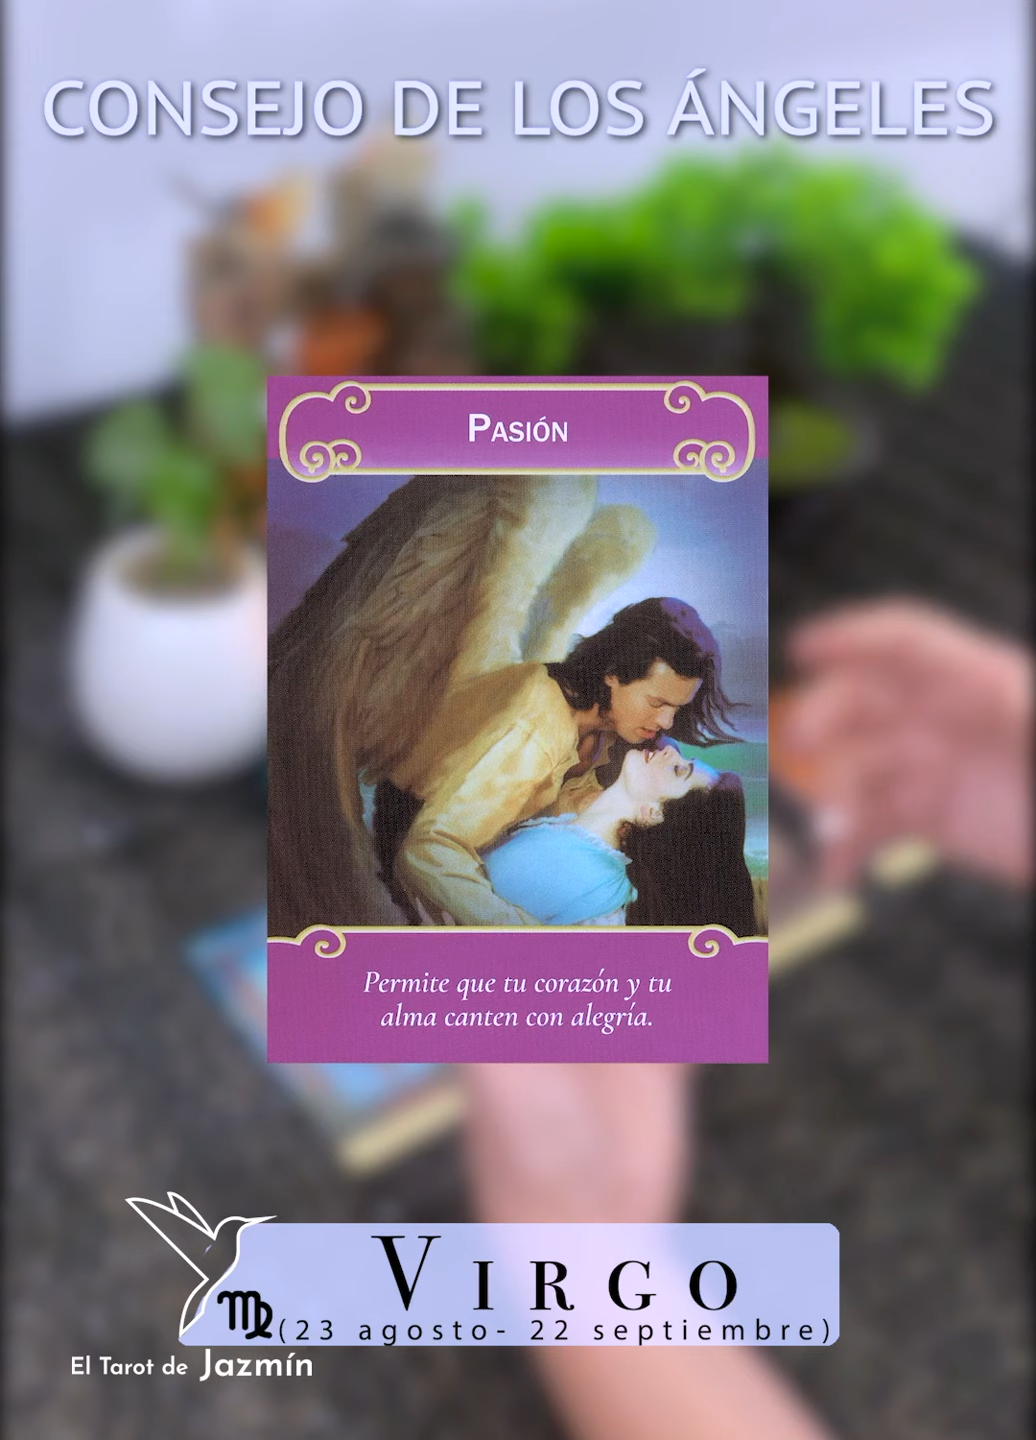 CONSEJO DE LOS ÁNGELES
PASIÓN
Permite que tu corazón y tu
alma canten con alegría.
VIRGO
♍(23 agosto- 22 septiembre)
El Tarot de Jazmín